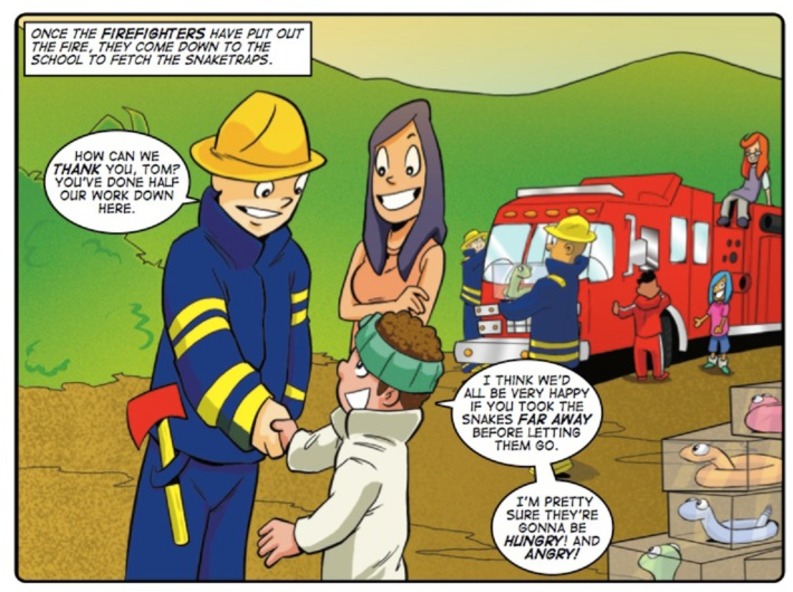 ONCE THE FIREFIGHTERS HAVE PUT OUT
THE FIRE, THEY COME DOWN TO THE
SCHOOL TO FETCH THE SNAKETRAPS.
HOW CAN WE
THANK YOU, TOM?
YOU'VE DONE HALF
OUR WORK DOWN
HERE.
I THINK WE'D
ALL BE VERY HAPPY
IF YOU TOOK THE
SNAKES FAR AWAY
BEFORE LETTING
THEM GO.
I'M PRETTY
SURE THEY'RE
GONNA BE
HUNGRY! AND
ANGRY!